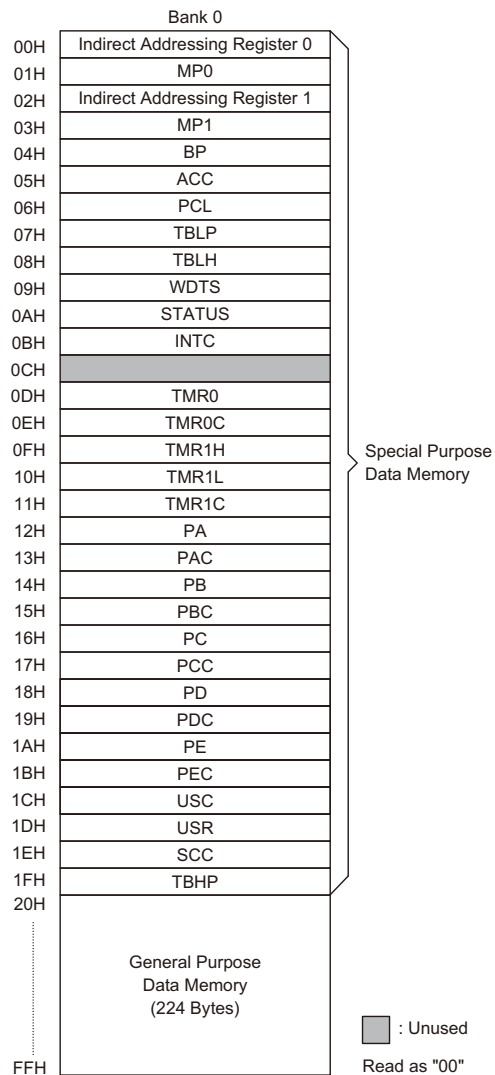 Bank 0
00H Indirect Addressing Register 0
01H MP0
02H Indirect Addressing Register 1
03H MP1
04H BP
05H ACC
06H PCL
07H TBLP
08H TBLH
09H WDTS
0AH STATUS
0BH INTC
0CH
0DH TMR0
0EH TMR0C
0FH TMR1H
10H TMR1L
11H TMR1C
12H PA
13H PAC
14H PB
15H PBC
16H PC
17H PCC
18H PD
19H PDC
1AH PE
1BH PEC
1CH USC
1DH USR
1EH SCC
1FH TBHP
Special Purpose
Data Memory
20H
General Purpose
Data Memory
(224 Bytes)
FFH
: Unused
Read as "00"